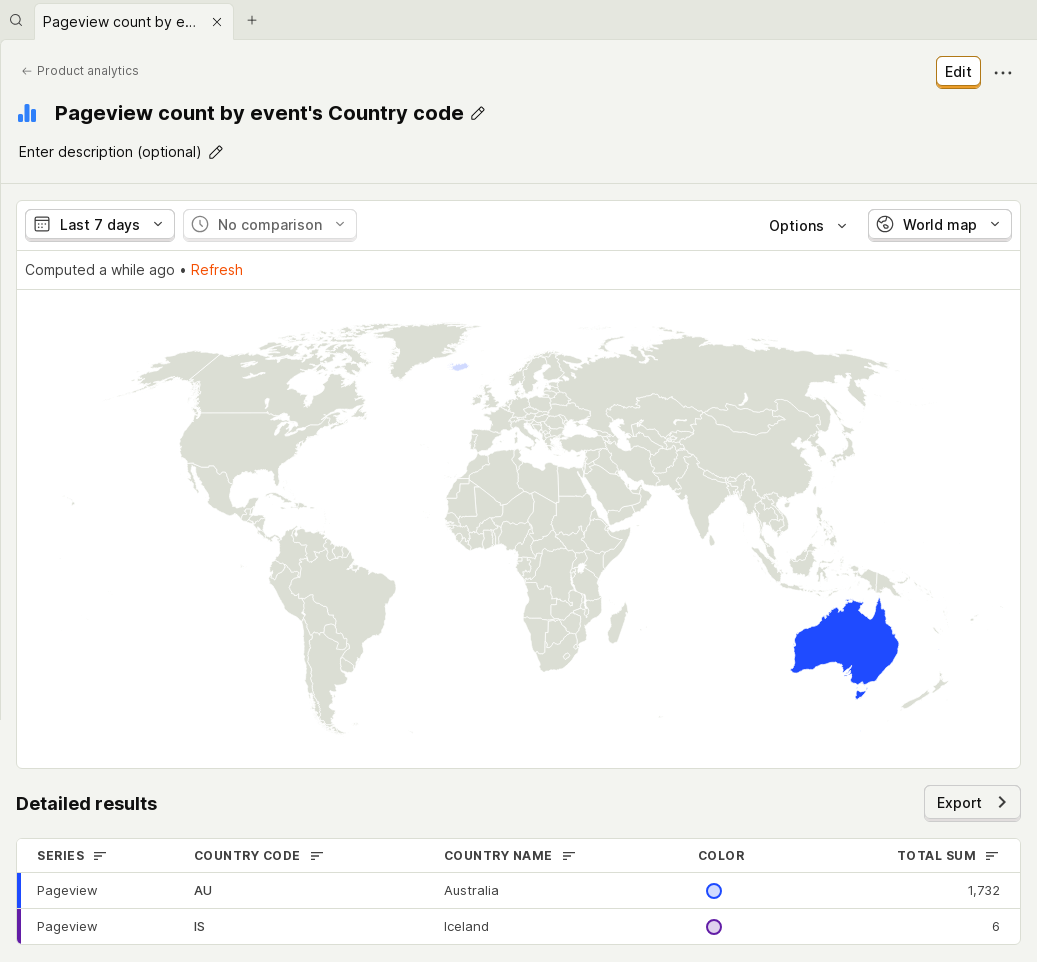 Pageview count by e...
Product analytics
Edit
Pageview count by event's Country code
Enter description (optional)
Last 7 days
No comparison
Options
World map
Computed a while ago • Refresh
Detailed results
Export
SERIES COUNTRY CODE COUNTRY NAME COLOR TOTAL SUM
Pageview AU Australia 1,732
Pageview IS Iceland 6